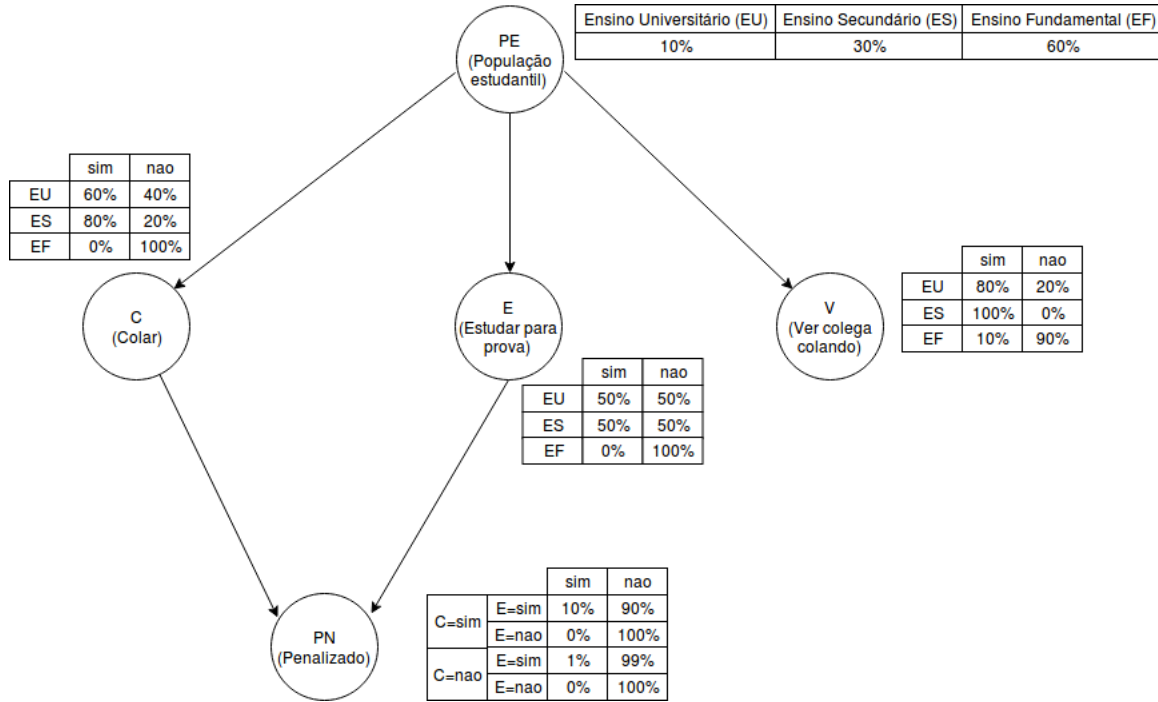 PE
(População
estudantil)
Ensino Universitário (EU) Ensino Secundário (ES) Ensino Fundamental (EF)
10% 30% 60%
sim nao
EU 60% 40%
ES 80% 20%
EF 0% 100%
C
(Colar)
E
(Estudar para
prova)
V
(Ver colega
colando)
sim nao
EU 80% 20%
ES 100% 0%
EF 10% 90%
sim nao
EU 50% 50%
ES 50% 50%
EF 0% 100%
PN
(Penalizado)
sim nao
C=sim E=sim 10% 90%
E=nao 0% 100%
C=nao E=sim 1% 99%
E=nao 0% 100%